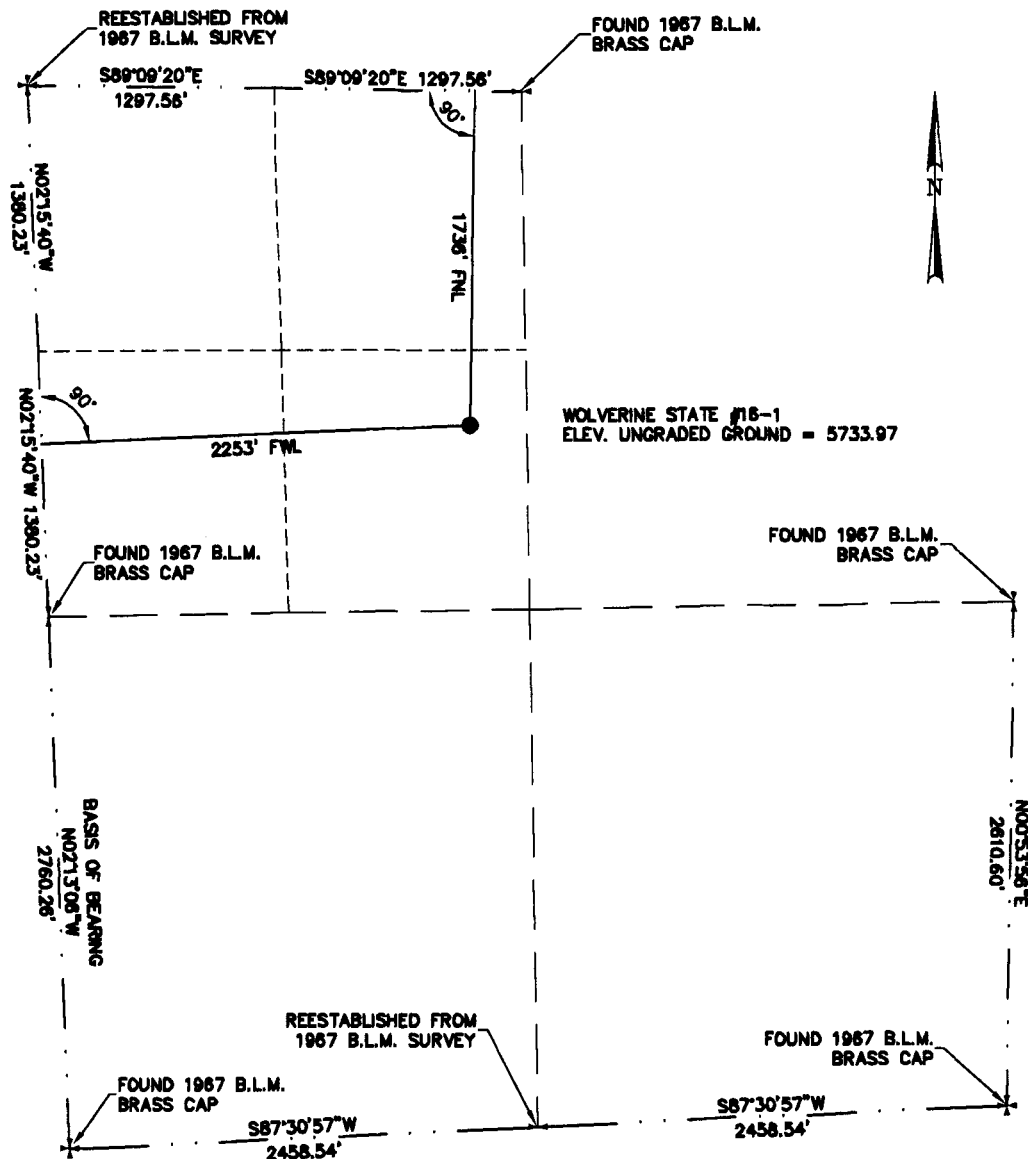 REESTABLISHED FROM
1967 B.L.M. SURVEY
FOUND 1967 B.L.M.
BRASS CAP
S89°09'20"E
1297.56'
S89°09'20"E 1297.56'
90°
N
N02°15'40"W
1380.23'
1736' FNL
90°
N02°15'40"W 1380.23'
2253' FWL
WOLVERINE STATE #16-1
ELEV. UNGRADED GROUND = 5733.97
FOUND 1967 B.L.M.
BRASS CAP
FOUND 1967 B.L.M.
BRASS CAP
BASIS OF BEARING
N02°13'06"W
2760.26'
N00°53'56"E
2610.60'
REESTABLISHED FROM
1967 B.L.M. SURVEY
FOUND 1967 B.L.M.
BRASS CAP
FOUND 1967 B.L.M.
BRASS CAP
S87°30'57"W
2458.54'
S87°30'57"W
2458.54'